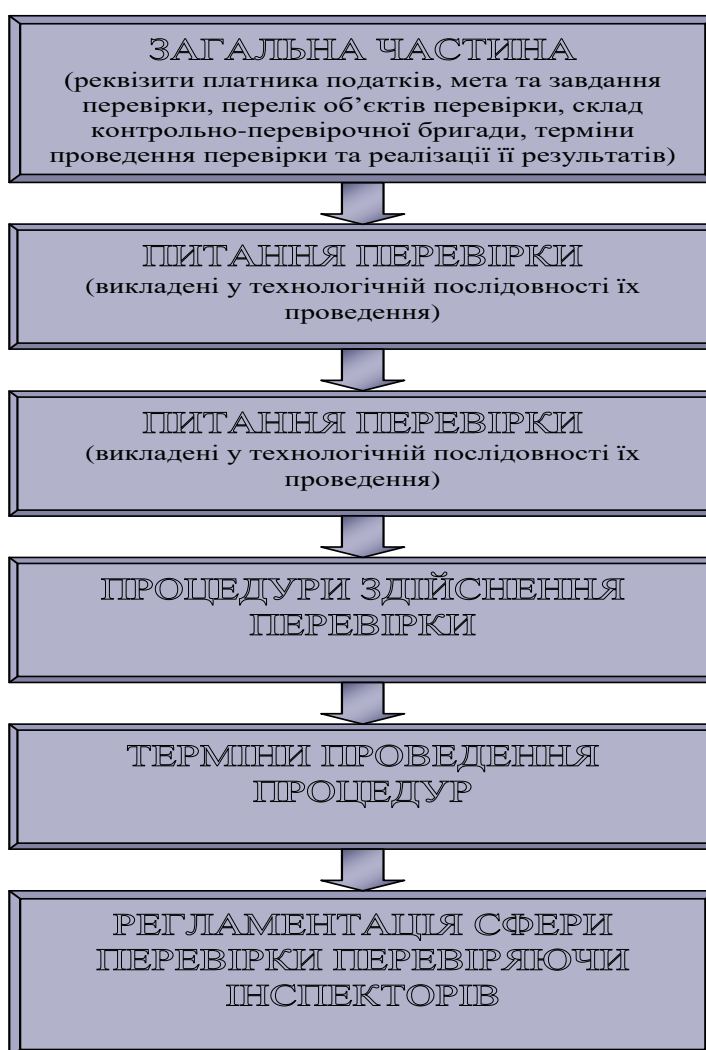 ЗАГАЛЬНА ЧАСТИНА
(реквізити платника податків, мета та завдання
перевірки, перелік об’єктів перевірки, склад
контрольно-перевірочної бригади, терміни
проведення перевірки та реалізації її результатів)
ПИТАННЯ ПЕРЕВІРКИ
(викладені у технологічній послідовності їх
проведення)
ПИТАННЯ ПЕРЕВІРКИ
(викладені у технологічній послідовності їх
проведення)
ПРОЦЕДУРИ ЗДІЙСНЕННЯ
ПЕРЕВІРКИ
ТЕРМІНИ ПРОВЕДЕННЯ
ПРОЦЕДУР
РЕГЛАМЕНТАЦІЯ СФЕРИ
ПЕРЕВІРКИ ПЕРЕВІРЯЮЧИ
ІНСПЕКТОРІВ